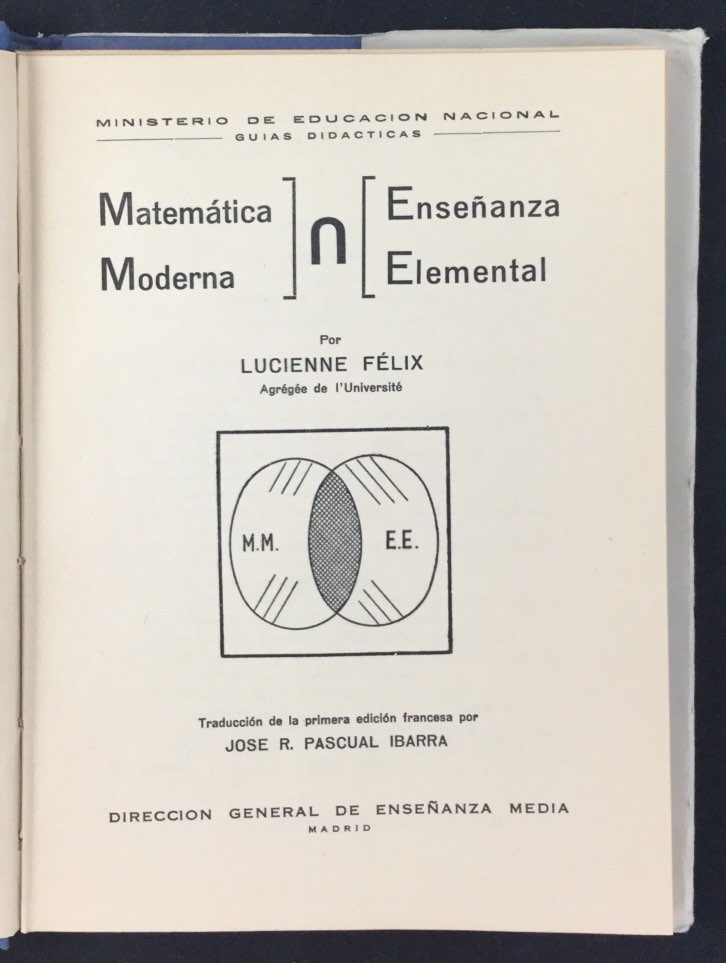 MINISTERIO DE EDUCACION NACIONAL
GUIAS DIDACTICAS
Matemática ] ∩ [ Enseñanza
Moderna Elemental
Por
LUCIENNE FÉLIX
Agrégée de l'Université
M.M. E.E.
Traducción de la primera edición francesa por
JOSE R. PASCUAL IBARRA
DIRECCION GENERAL DE ENSEÑANZA MEDIA
MADRID